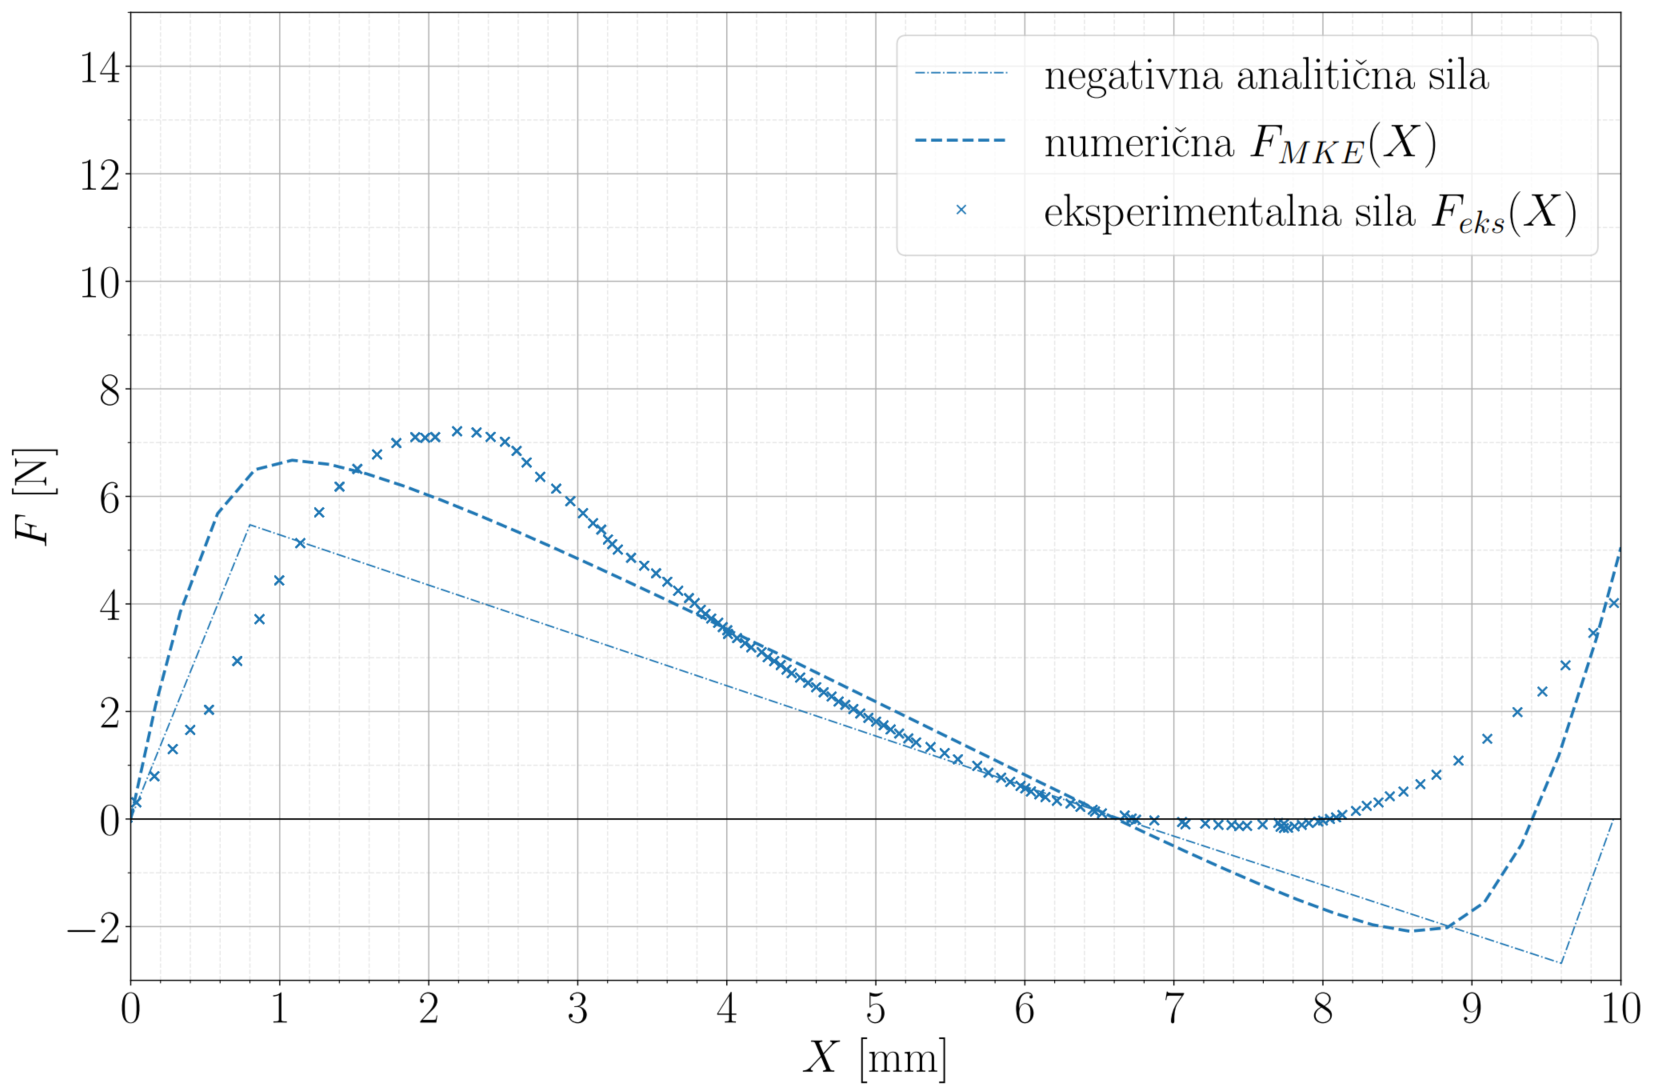 negativna analitična sila
numerična F_{MKE}(X)
eksperimentalna sila F_{eks}(X)
14
12
10
8
6
4
2
0
−2
F [N]
0 1 2 3 4 5 6 7 8 9 10
X [mm]